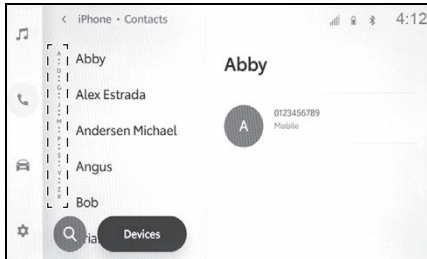 iPhone • Contacts
4:12
Abby
Alex Estrada
Andersen Michael
Angus
Bob
Devices
Abby
A
0123456789
Mobile